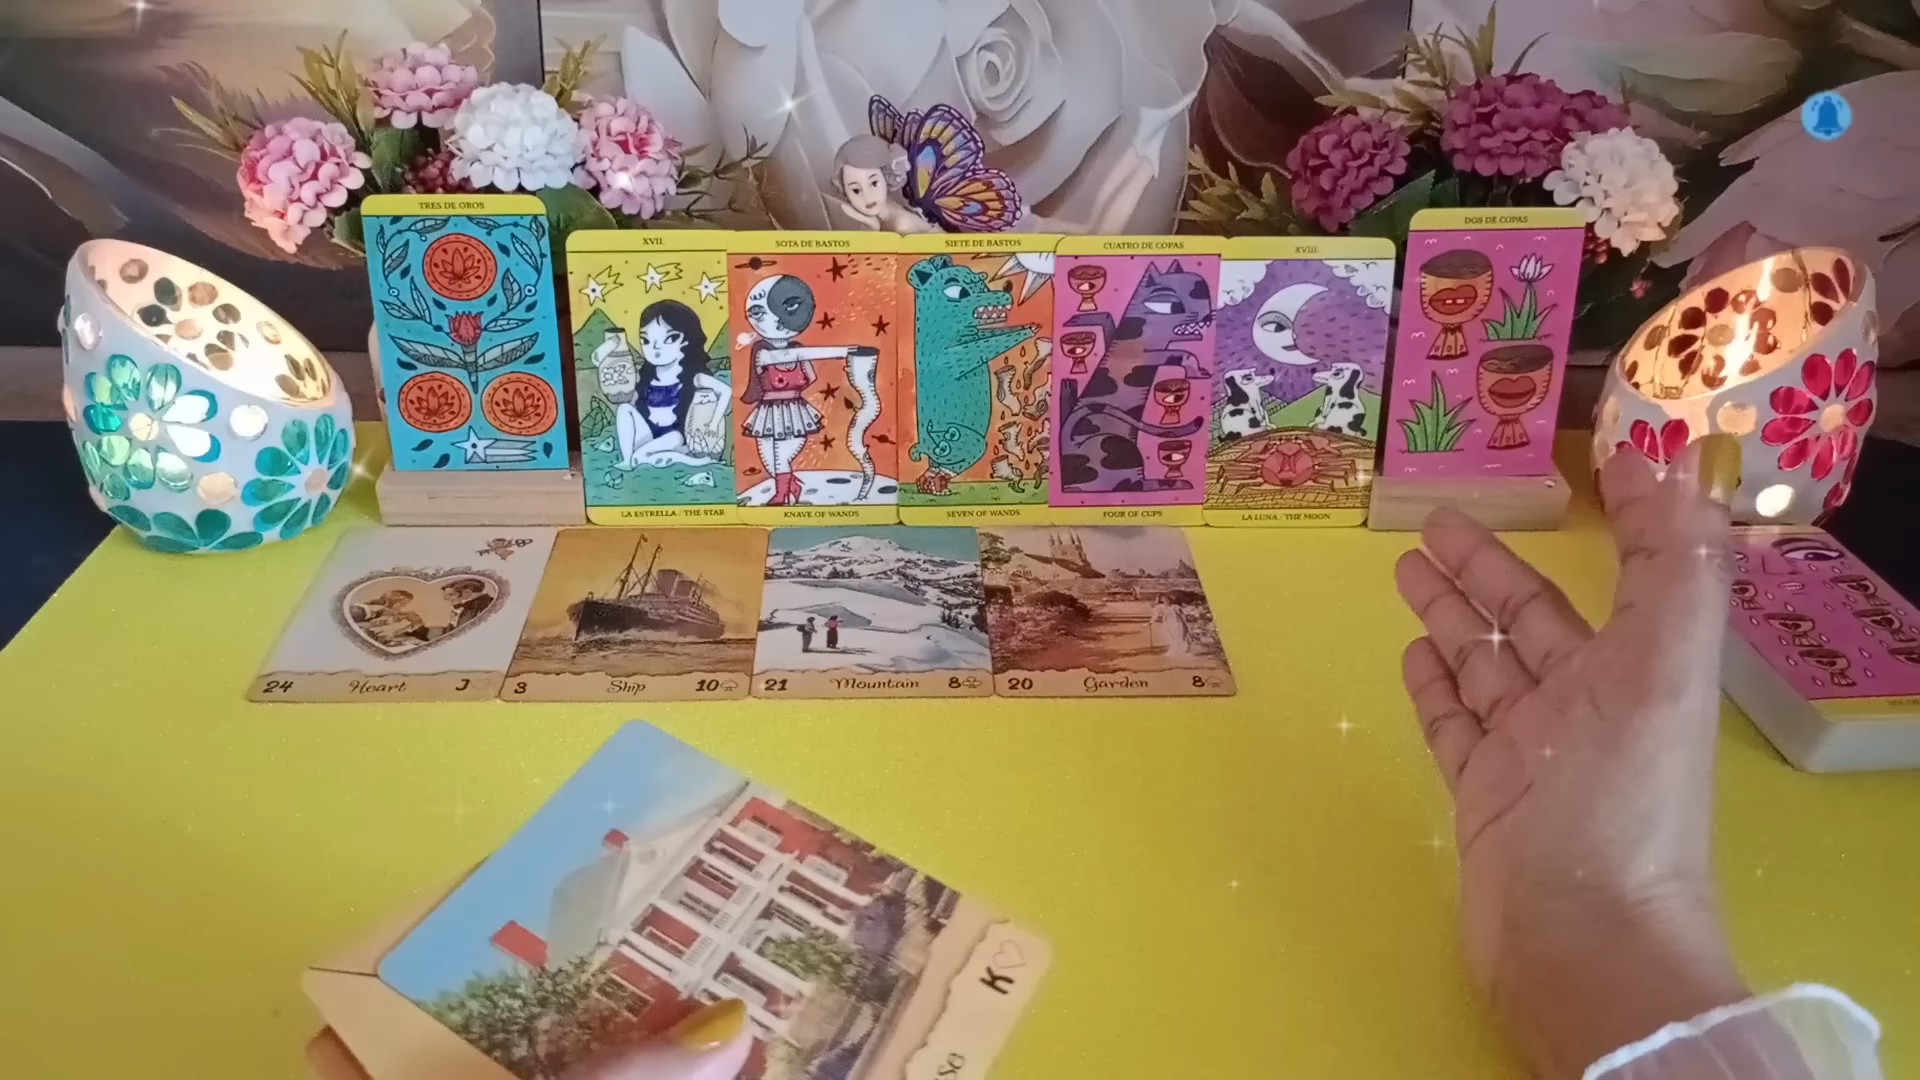 TRES DE OROS
XVII.
LA ESTRELLA / THE STAR
SOTA DE BASTOS
KNAVE OF WANDS
SIETE DE BASTOS
SEVEN OF WANDS
CUATRO DE COPAS
FOUR OF CUPS
XVIII.
LA LUNA / THE MOON
DOS DE COPAS
24 Heart J
3 Ship 10
21 Mountain 8
20 Garden 8
K